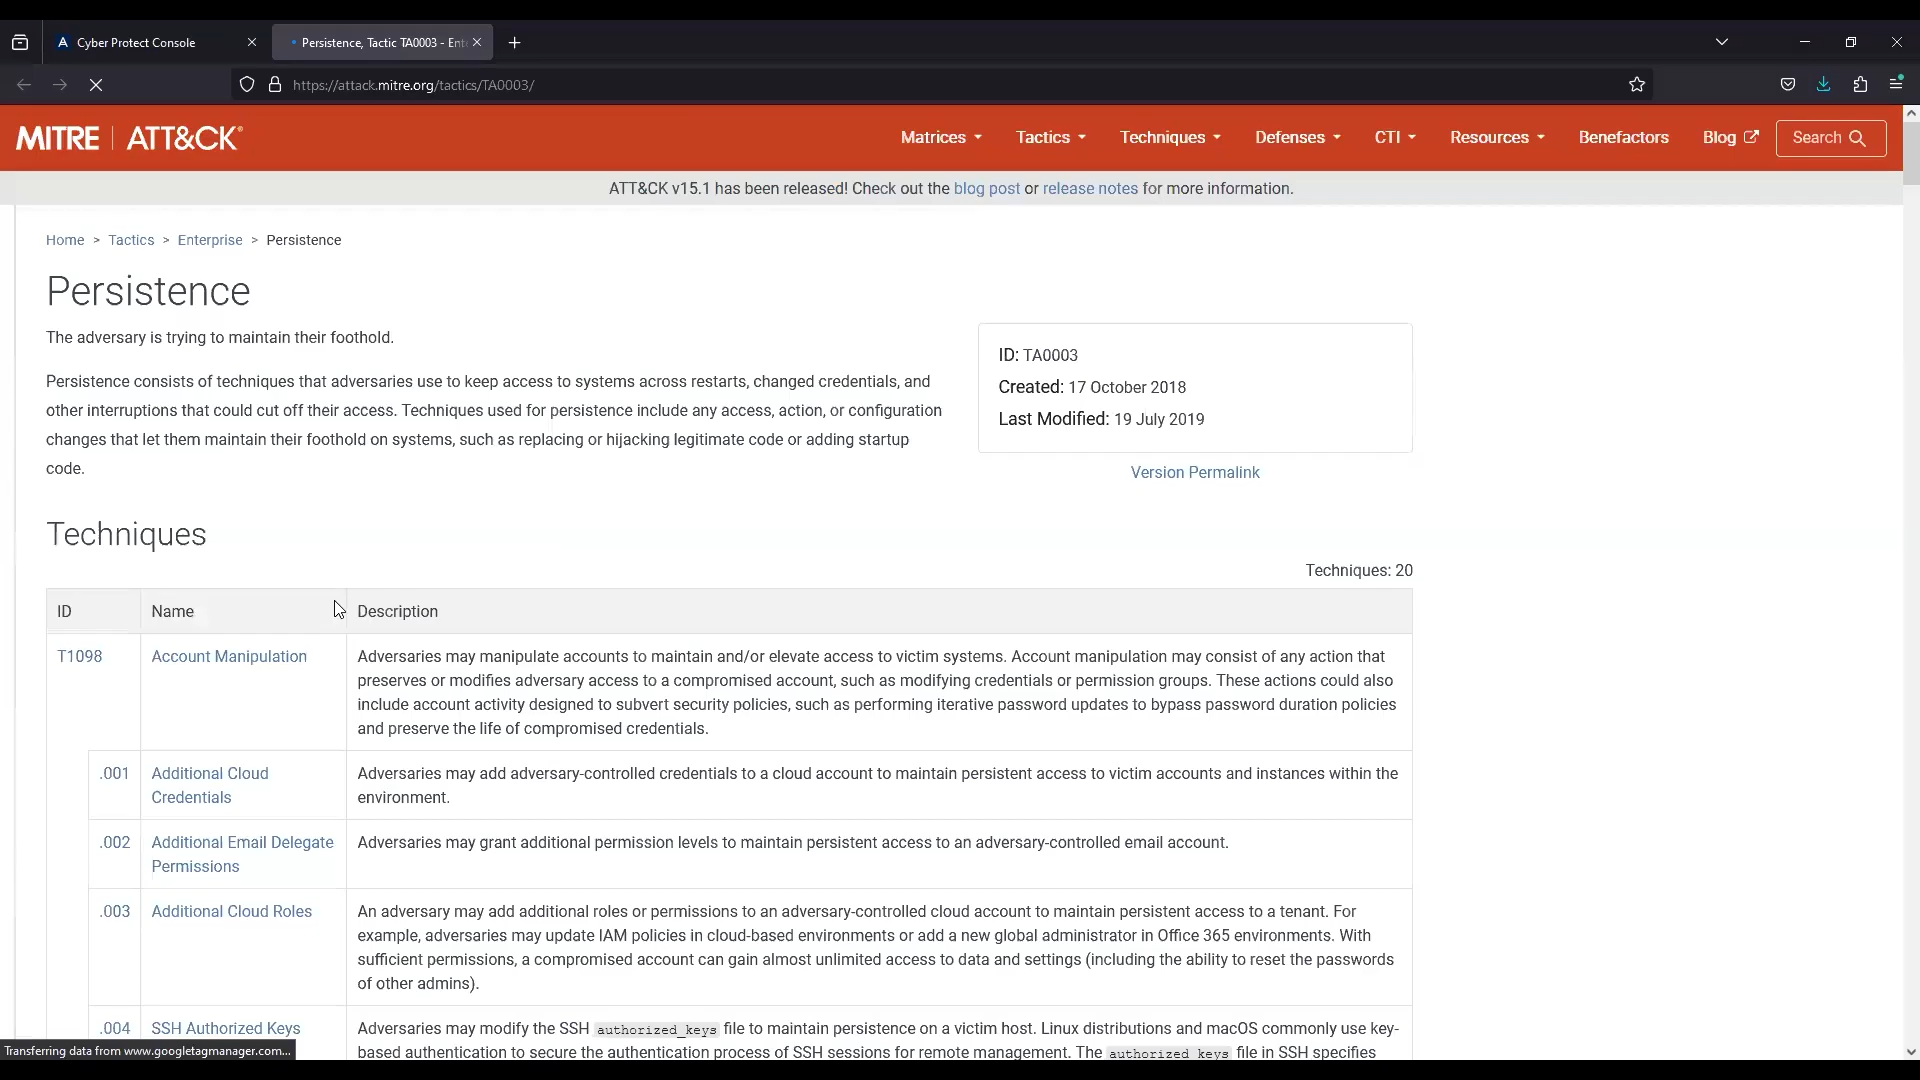 Cyber Protect Console
Persistence, Tactic TA0003 - Ent
https://attack.mitre.org/tactics/TA0003/
MITRE | ATT&CK®
Matrices
Tactics
Techniques
Defenses
CTI
Resources
Benefactors
Blog
Search
ATT&CK v15.1 has been released! Check out the blog post or release notes for more information.
Home > Tactics > Enterprise > Persistence
Persistence
The adversary is trying to maintain their foothold.
Persistence consists of techniques that adversaries use to keep access to systems across restarts, changed credentials, and
other interruptions that could cut off their access. Techniques used for persistence include any access, action, or configuration
changes that let them maintain their foothold on systems, such as replacing or hijacking legitimate code or adding startup
code.
ID: TA0003
Created: 17 October 2018
Last Modified: 19 July 2019
Version Permalink
Techniques
Techniques: 20
ID Name Description
T1098 Account Manipulation Adversaries may manipulate accounts to maintain and/or elevate access to victim systems. Account manipulation may consist of any action that
preserves or modifies adversary access to a compromised account, such as modifying credentials or permission groups. These actions could also
include account activity designed to subvert security policies, such as performing iterative password updates to bypass password duration policies
and preserve the life of compromised credentials.
.001 Additional Cloud Adversaries may add adversary-controlled credentials to a cloud account to maintain persistent access to victim accounts and instances within the
Credentials environment.
.002 Additional Email Delegate Adversaries may grant additional permission levels to maintain persistent access to an adversary-controlled email account.
Permissions
.003 Additional Cloud Roles An adversary may add additional roles or permissions to an adversary-controlled cloud account to maintain persistent access to a tenant. For
example, adversaries may update IAM policies in cloud-based environments or add a new global administrator in Office 365 environments. With
sufficient permissions, a compromised account can gain almost unlimited access to data and settings (including the ability to reset the passwords
of other admins).
.004 SSH Authorized Keys Adversaries may modify the SSH authorized_keys file to maintain persistence on a victim host. Linux distributions and macOS commonly use key-
based authentication to secure the authentication process of SSH sessions for remote management. The authorized_keys file in SSH specifies
Transferring data from www.googletagmanager.com...